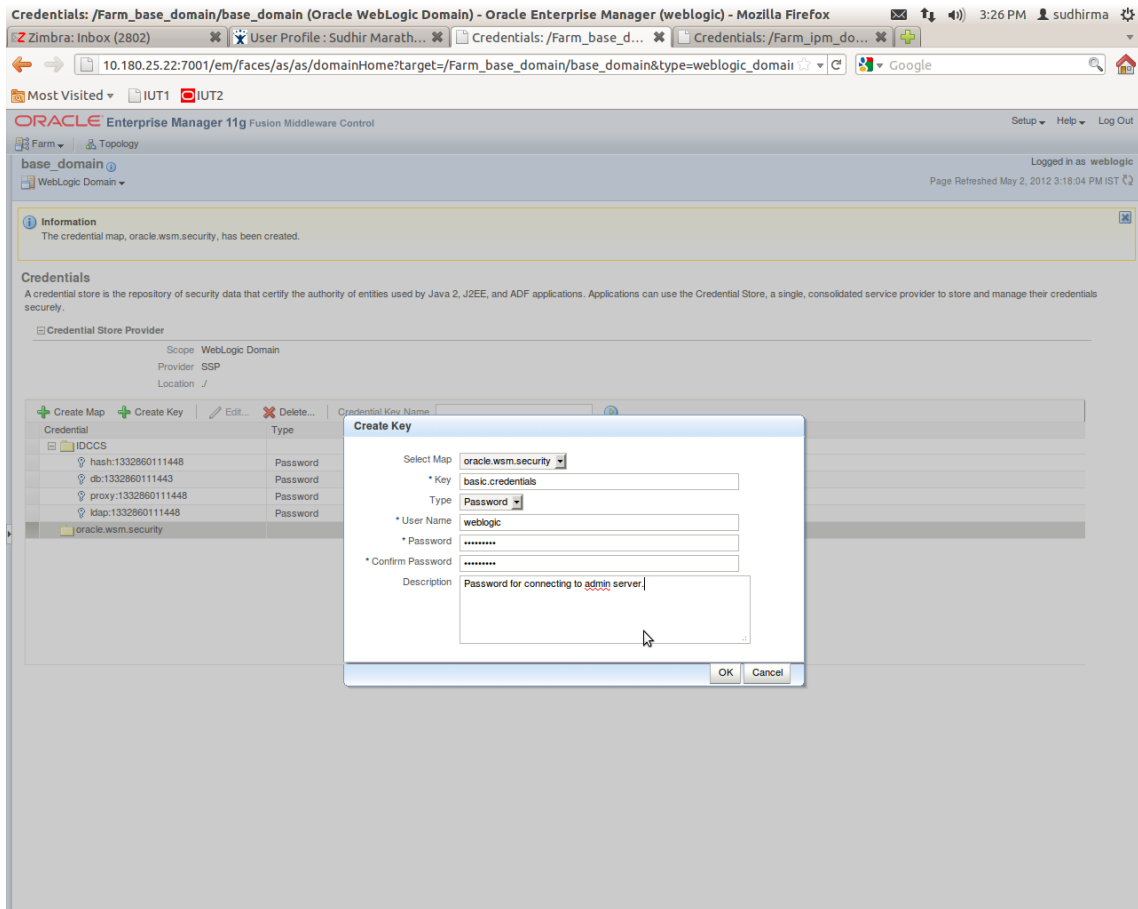 Credentials: /Farm_base_domain/base_domain (Oracle WebLogic Domain) - Oracle Enterprise Manager (weblogic) - Mozilla Firefox 3:26 PM sudhirma
Z Zimbra: Inbox (2802) User Profile : Sudhir Marath... Credentials: /Farm_base_d... Credentials: /Farm_ipm_do...
10.180.25.22:7001/em/faces/as/as/domainHome?target=/Farm_base_domain/base_domain&type=weblogic_domain Google
Most Visited IUT1 IUT2
ORACLE Enterprise Manager 11g Fusion Middleware Control Setup Help Log Out
Farm Topology
base_domain Logged in as weblogic
WebLogic Domain Page Refreshed May 2, 2012 3:18:04 PM IST
Information
The credential map, oracle.wsm.security, has been created.
Credentials
A credential store is the repository of security data that certify the authority of entities used by Java 2, J2EE, and ADF applications. Applications can use the Credential Store, a single, consolidated service provider to store and manage their credentials
securely.
Credential Store Provider
Scope WebLogic Domain
Provider SSP
Location ./
Create Map Create Key Edit... Delete... Credential Key Name
Credential Type
IDCCS
hash:1332860111448 Password
db:1332860111443 Password
proxy:1332860111448 Password
ldap:1332860111448 Password
oracle.wsm.security
Create Key
Select Map oracle.wsm.security
* Key basic.credentials
Type Password
* User Name weblogic
* Password •••••••••
* Confirm Password •••••••••
Description Password for connecting to admin server.
OK Cancel